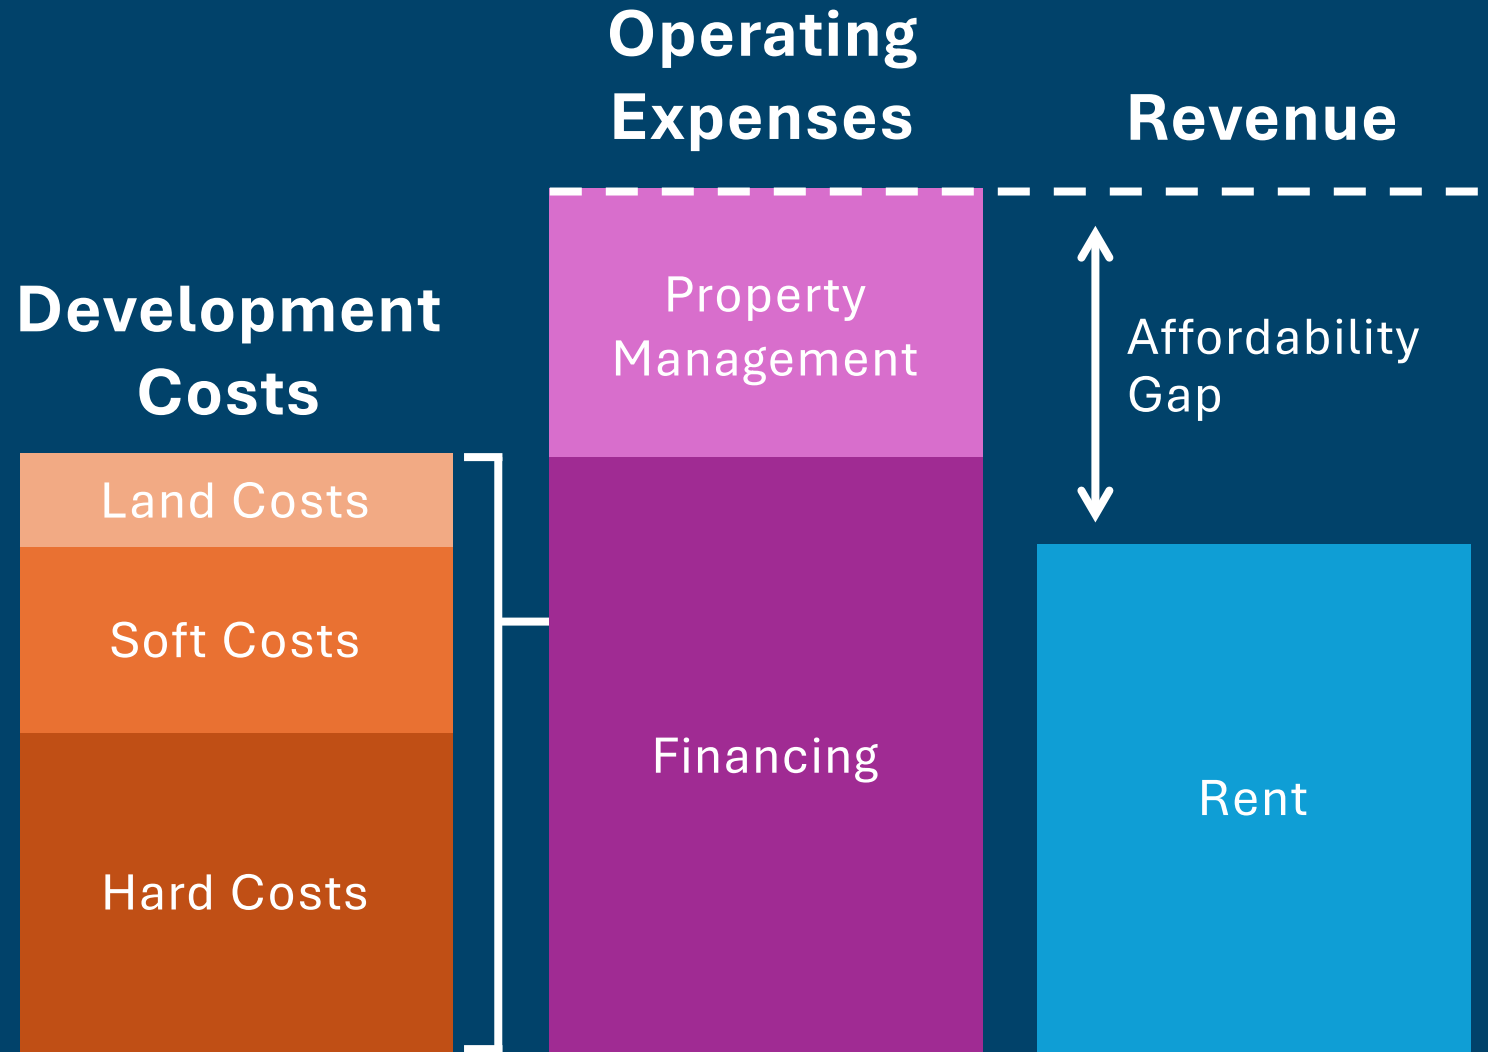 Development
Costs
Land Costs
Soft Costs
Hard Costs
Operating
Expenses
Property
Management
Financing
Revenue
Affordability
Gap
Rent